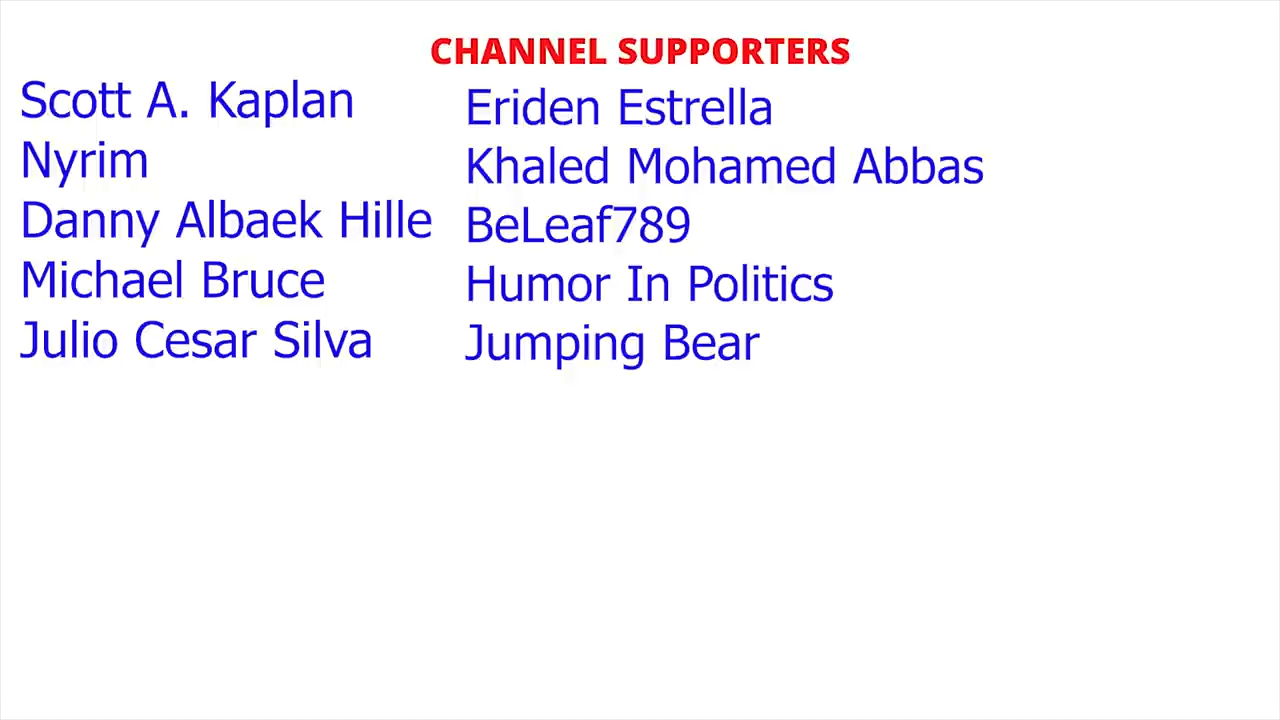 CHANNEL SUPPORTERS
Scott A. Kaplan
Nyrim
Danny Albaek Hille
Michael Bruce
Julio Cesar Silva
Eriden Estrella
Khaled Mohamed Abbas
BeLeaf789
Humor In Politics
Jumping Bear